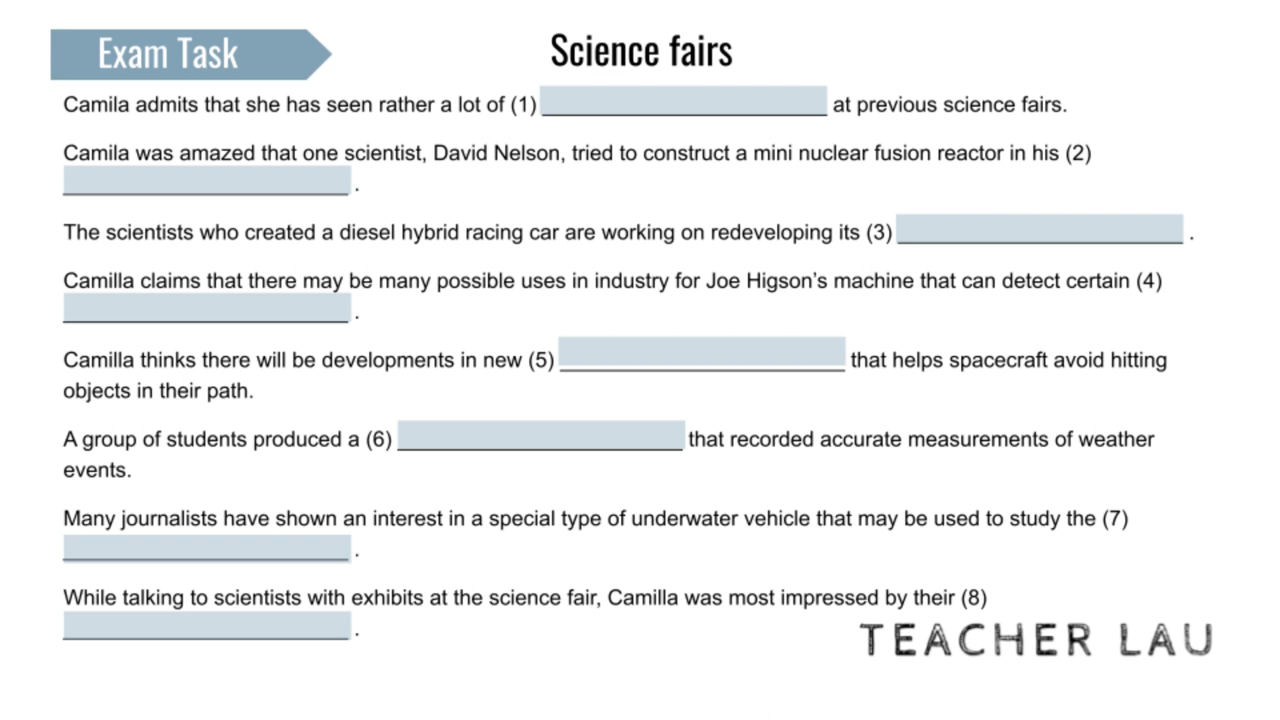 Exam Task
Science fairs
Camila admits that she has seen rather a lot of (1) at previous science fairs.
Camila was amazed that one scientist, David Nelson, tried to construct a mini nuclear fusion reactor in his (2)
.
The scientists who created a diesel hybrid racing car are working on redeveloping its (3) .
Camilla claims that there may be many possible uses in industry for Joe Higson's machine that can detect certain (4)
.
Camilla thinks there will be developments in new (5) that helps spacecraft avoid hitting
objects in their path.
A group of students produced a (6) that recorded accurate measurements of weather
events.
Many journalists have shown an interest in a special type of underwater vehicle that may be used to study the (7)
.
While talking to scientists with exhibits at the science fair, Camilla was most impressed by their (8)
.
TEACHER LAU